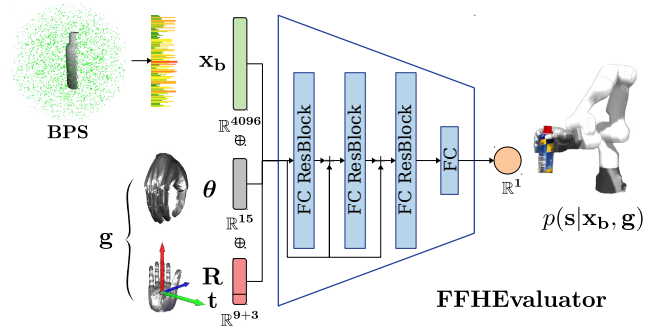 BPS
x_b
ℝ^4096
⊕
θ
ℝ^15
⊕
g
R
t
ℝ^9+3
FC ResBlock
FC ResBlock
FC ResBlock
FC
ℝ^1
p(s|x_b, g)
FFHEvaluator